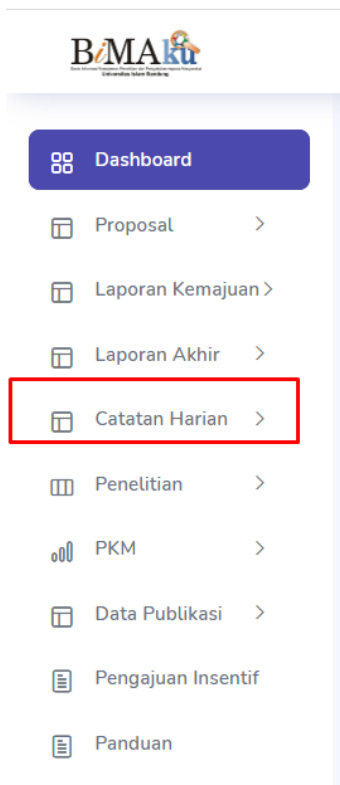 BiMAku
Universitas Islam Bandung
Dashboard
Proposal
Laporan Kemajuan
Laporan Akhir
Catatan Harian
Penelitian
PKM
Data Publikasi
Pengajuan Insentif
Panduan